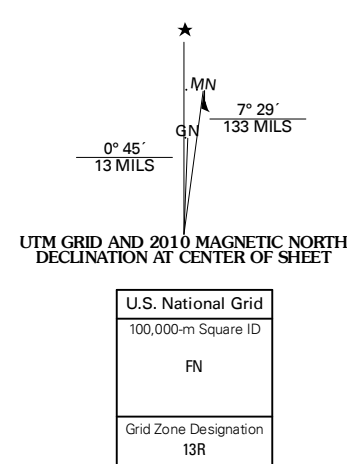 ★
MN
7° 29´
133 MILS
GN
0° 45´
13 MILS
UTM GRID AND 2010 MAGNETIC NORTH
DECLINATION AT CENTER OF SHEET
U.S. National Grid
100,000-m Square ID
FN
Grid Zone Designation
13R